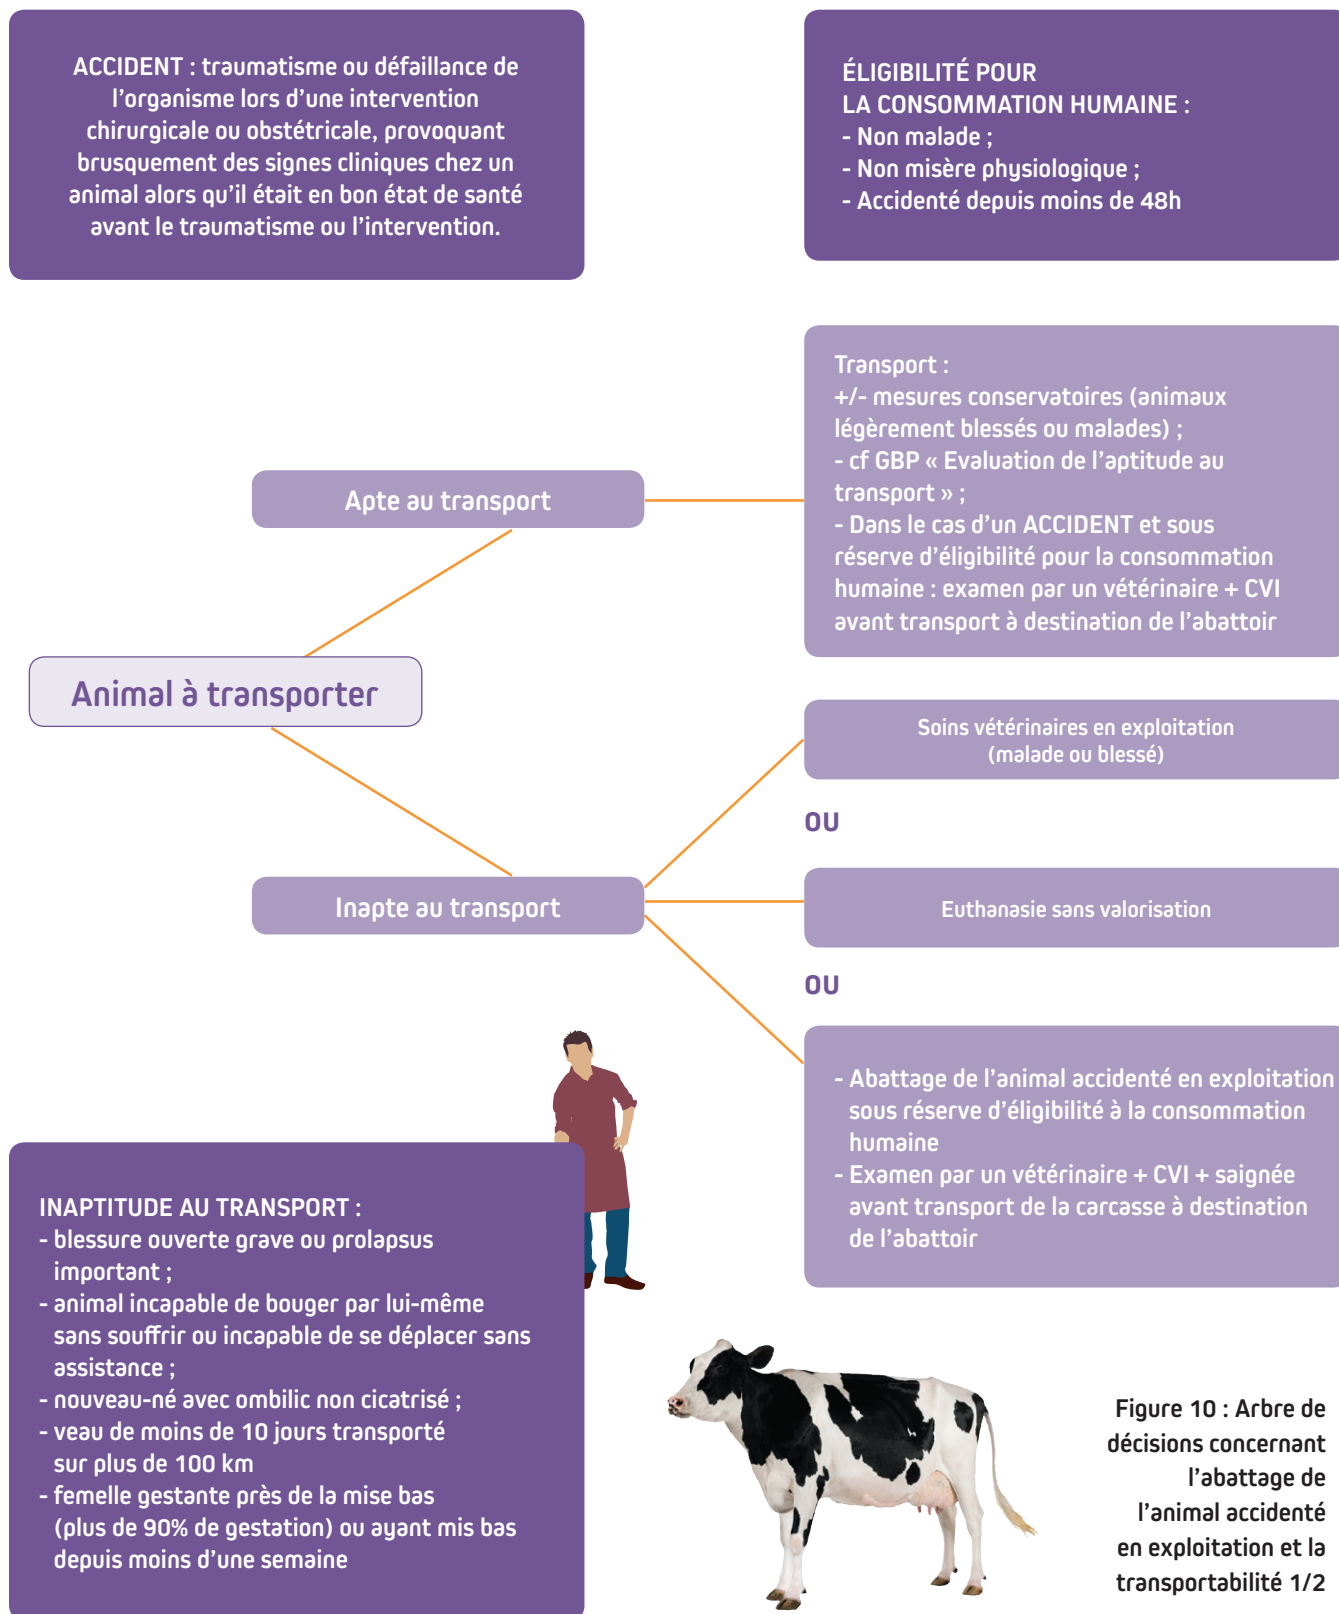 ACCIDENT : traumatisme ou défaillance de
l’organisme lors d’une intervention
chirurgicale ou obstétricale, provoquant
brusquement des signes cliniques chez un
animal alors qu’il était en bon état de santé
avant le traumatisme ou l’intervention.
ÉLIGIBILITÉ POUR
LA CONSOMMATION HUMAINE :
- Non malade ;
- Non misère physiologique ;
- Accidenté depuis moins de 48h
Transport :
+/- mesures conservatoires (animaux
légèrement blessés ou malades) ;
- cf GBP « Evaluation de l’aptitude au
transport » ;
- Dans le cas d’un ACCIDENT et sous
réserve d’éligibilité pour la consommation
humaine : examen par un vétérinaire + CVI
avant transport à destination de l’abattoir
Apte au transport
Animal à transporter
Soins vétérinaires en exploitation
(malade ou blessé)
OU
Inapte au transport
Euthanasie sans valorisation
OU
- Abattage de l’animal accidenté en exploitation
sous réserve d’éligibilité à la consommation
humaine
- Examen par un vétérinaire + CVI + saignée
avant transport de la carcasse à destination
de l’abattoir
INAPTITUDE AU TRANSPORT :
- blessure ouverte grave ou prolapsus
important ;
- animal incapable de bouger par lui-même
sans souffrir ou incapable de se déplacer sans
assistance ;
- nouveau-né avec ombilic non cicatrisé ;
- veau de moins de 10 jours transporté
sur plus de 100 km
- femelle gestante près de la mise bas
(plus de 90% de gestation) ou ayant mis bas
depuis moins d’une semaine
Figure 10 : Arbre de
décisions concernant
l’abattage de
l’animal accidenté
en exploitation et la
transportabilité 1/2